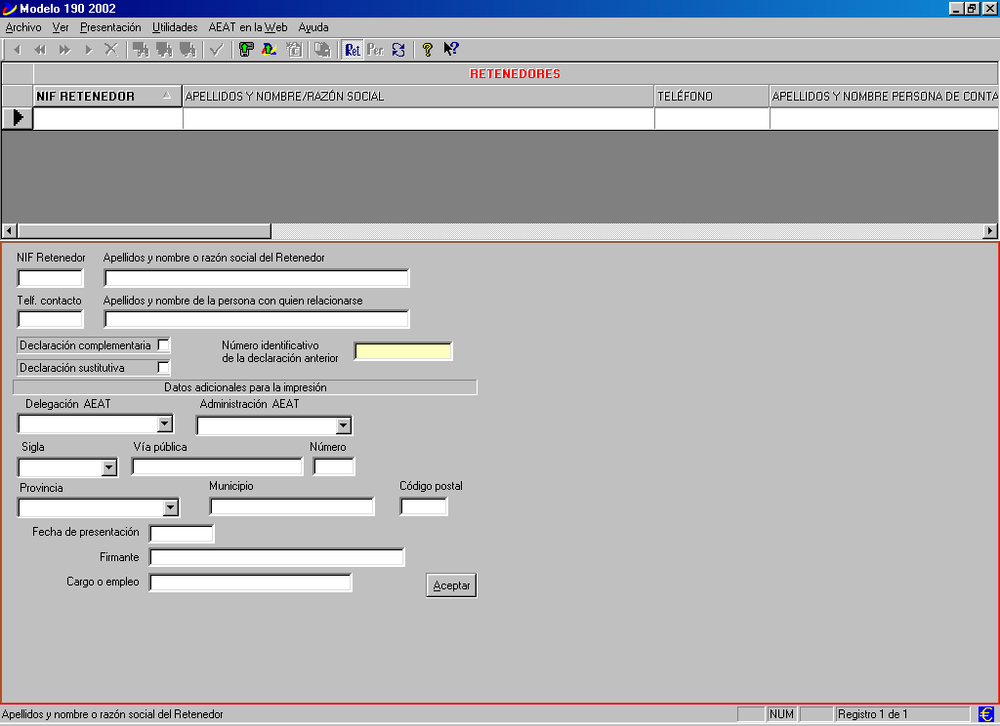 Modelo 190 2002
Archivo Ver Presentación Utilidades AEAT en la Web Ayuda
Ret Per
RETENEDORES
NIF RETENEDOR APELLIDOS Y NOMBRE/RAZÓN SOCIAL TELÉFONO APELLIDOS Y NOMBRE PERSONA DE CONTA
NIF Retenedor Apellidos y nombre o razón social del Retenedor
Telf. contacto Apellidos y nombre de la persona con quien relacionarse
Declaración complementaria Número identificativo
de la declaración anterior
Declaración sustitutiva
Datos adicionales para la impresión
Delegación AEAT Administración AEAT
Sigla Vía pública Número
Provincia Municipio Código postal
Fecha de presentación
Firmante
Cargo o empleo
Aceptar
Apellidos y nombre o razón social del Retenedor NUM Registro 1 de 1 €